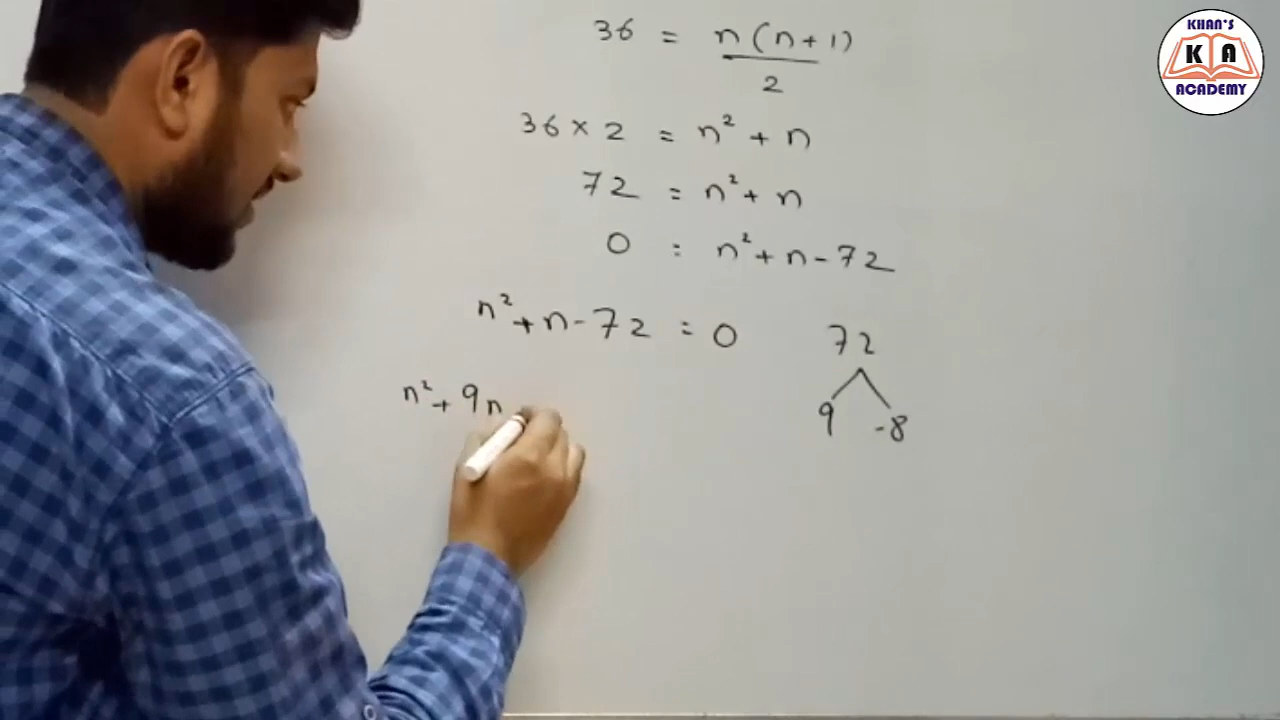 36 = n(n+1)
2
36 × 2 = n² + n
72 = n² + n
0 : n² + n - 72
n² + n - 72 = 0
72
9 -8
n² + 9n
KHAN'S
KA
ACADEMY